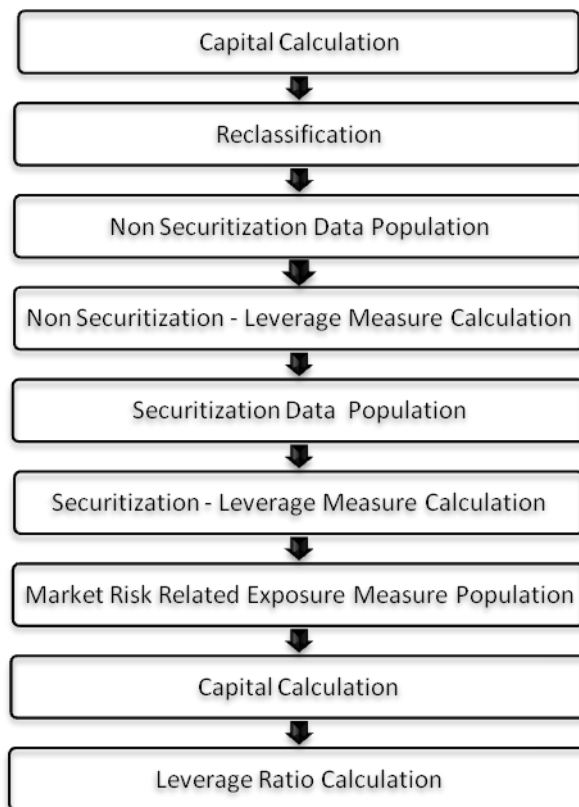 Capital Calculation
Reclassification
Non Securitization Data Population
Non Securitization - Leverage Measure Calculation
Securitization Data Population
Securitization - Leverage Measure Calculation
Market Risk Related Exposure Measure Population
Capital Calculation
Leverage Ratio Calculation